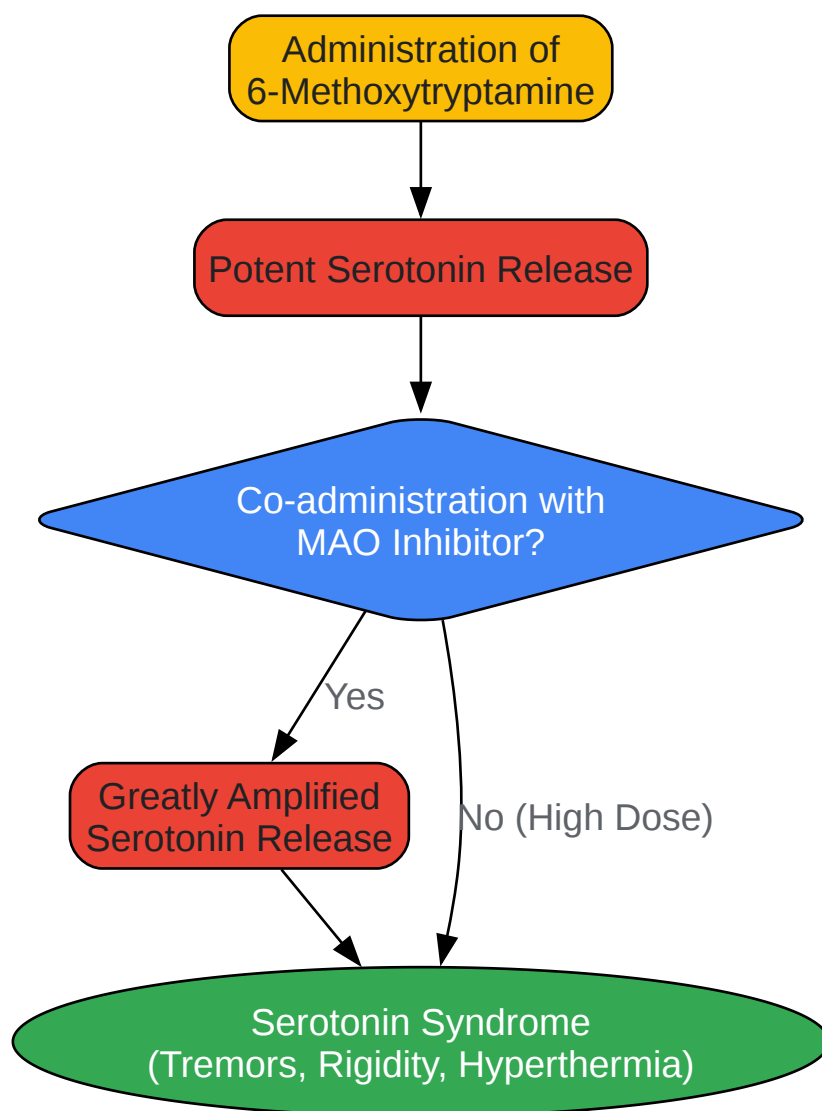 Administration of
6-Methoxytryptamine
Potent Serotonin Release
Co-administration with
MAO Inhibitor?
Yes
Greatly Amplified
Serotonin Release
No (High Dose)
Serotonin Syndrome
(Tremors, Rigidity, Hyperthermia)